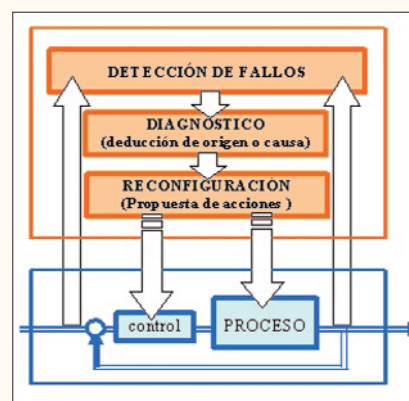 DETECCIÓN DE FALLOS
DIAGNÓSTICO
(deducción de origen o causa)
RECONFIGURACIÓN
(Propuesta de acciones )
control
PROCESO